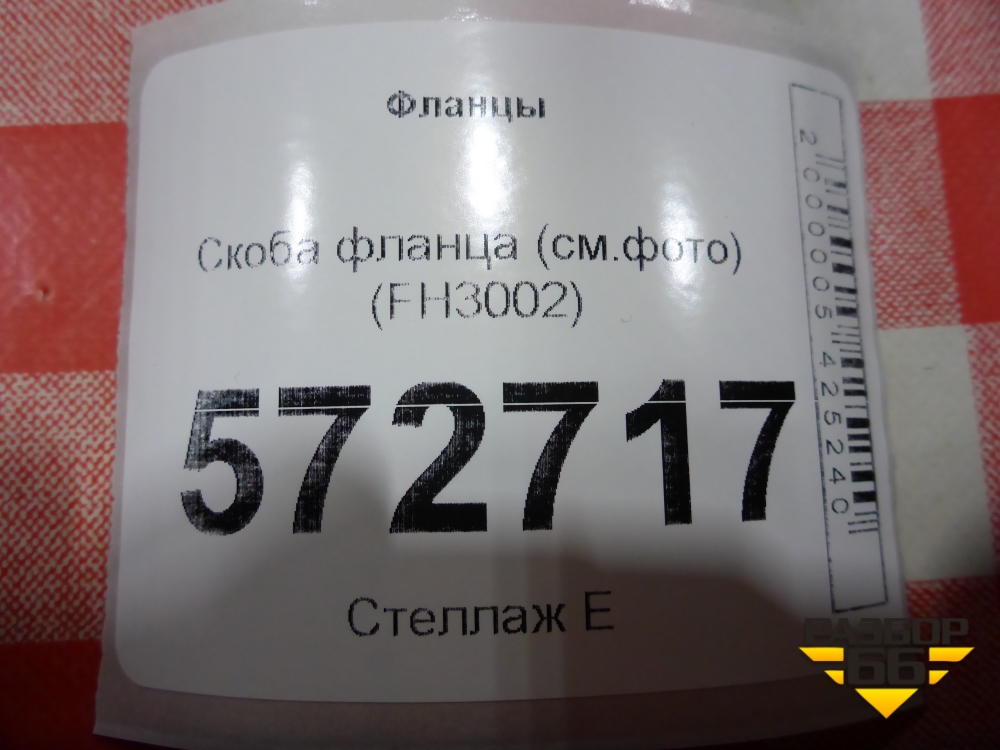 Фланцы
Скоба фланца (см.фото)
(FH3002)
572717
Стеллаж Е
2000005425240
РАЗБОР
66